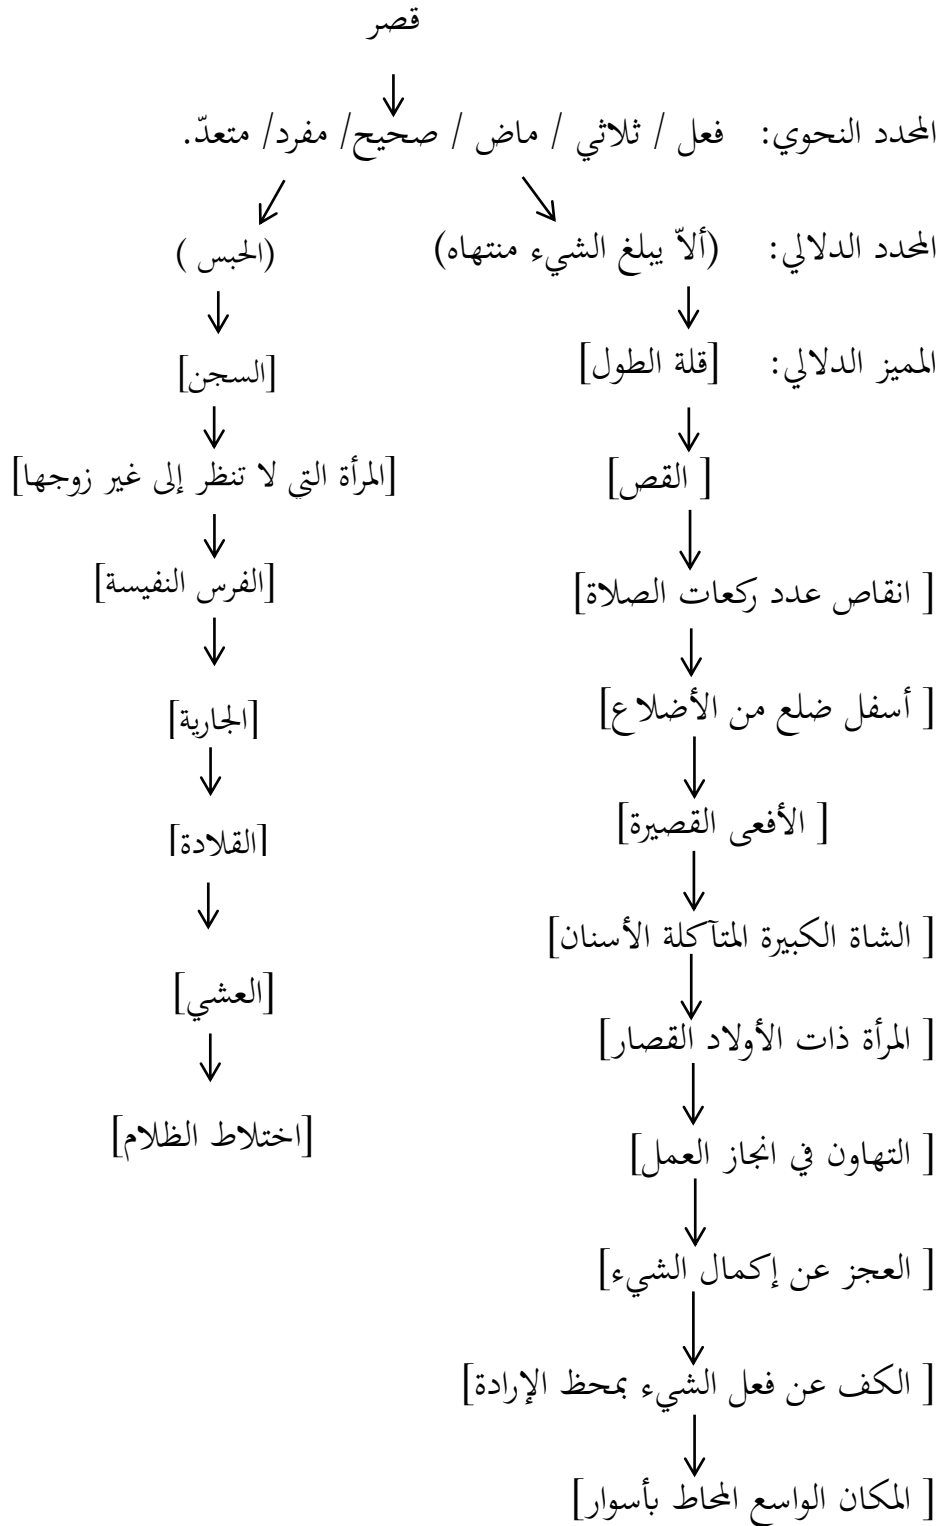 قصر
المحدد النحوي: فعل / ثلاثي / ماض / صحيح/ مفرد/ متعدّ.
المحدد الدلالي: (ألاّ يبلغ الشيء منتهاه) (الحبس )
المميز الدلالي: [قلة الطول] [السجن]
[ القص] [المرأة التي لا تنظر إلى غير زوجها]
[ انقاص عدد ركعات الصلاة] [الفرس النفيسة]
[ أسفل ضلع من الأضلاع] [الجارية]
[ الأفعى القصيرة] [القلادة]
[ الشاة الكبيرة المتآكلة الأسنان] [العشي]
[ المرأة ذات الأولاد القصار]
[ التهاون في انجاز العمل] [اختلاط الظلام]
[ العجز عن إكمال الشيء]
[ الكف عن فعل الشيء بمحظ الإرادة]
[ المكان الواسع المحاط بأسوار]